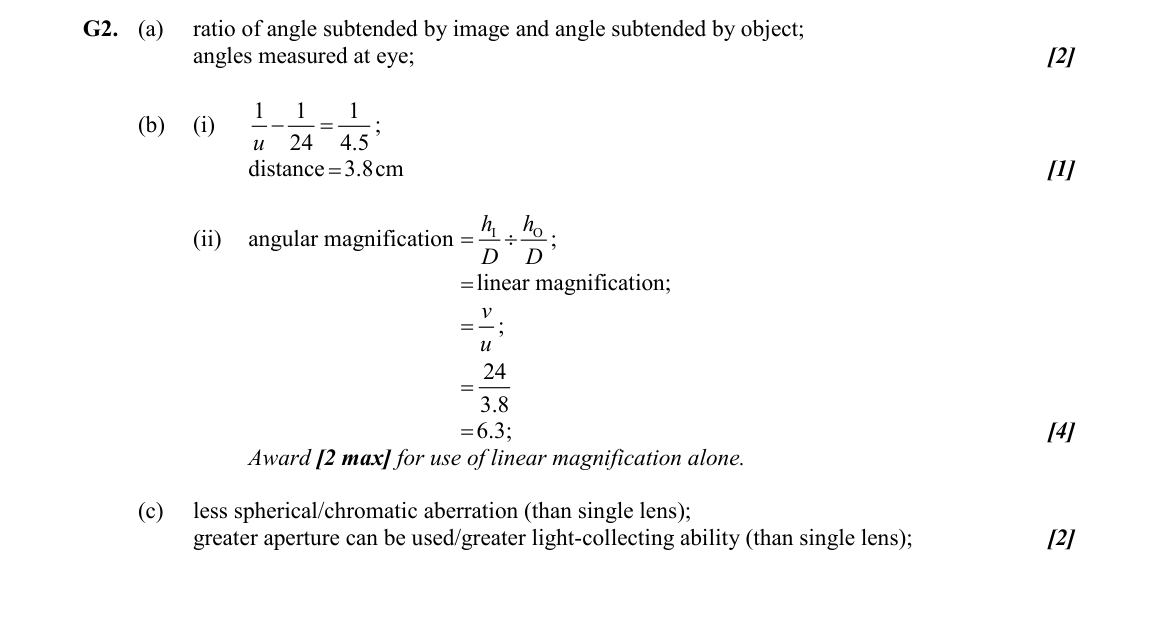 G2. (a) ratio of angle subtended by image and angle subtended by object;
angles measured at eye; [2]
(b) (i) 1/u − 1/24 = 1/4.5;
distance = 3.8 cm [1]
(ii) angular magnification = h_I/D ÷ h_O/D;
= linear magnification;
= v/u;
= 24/3.8
= 6.3; [4]
Award [2 max] for use of linear magnification alone.
(c) less spherical/chromatic aberration (than single lens);
greater aperture can be used/greater light-collecting ability (than single lens); [2]